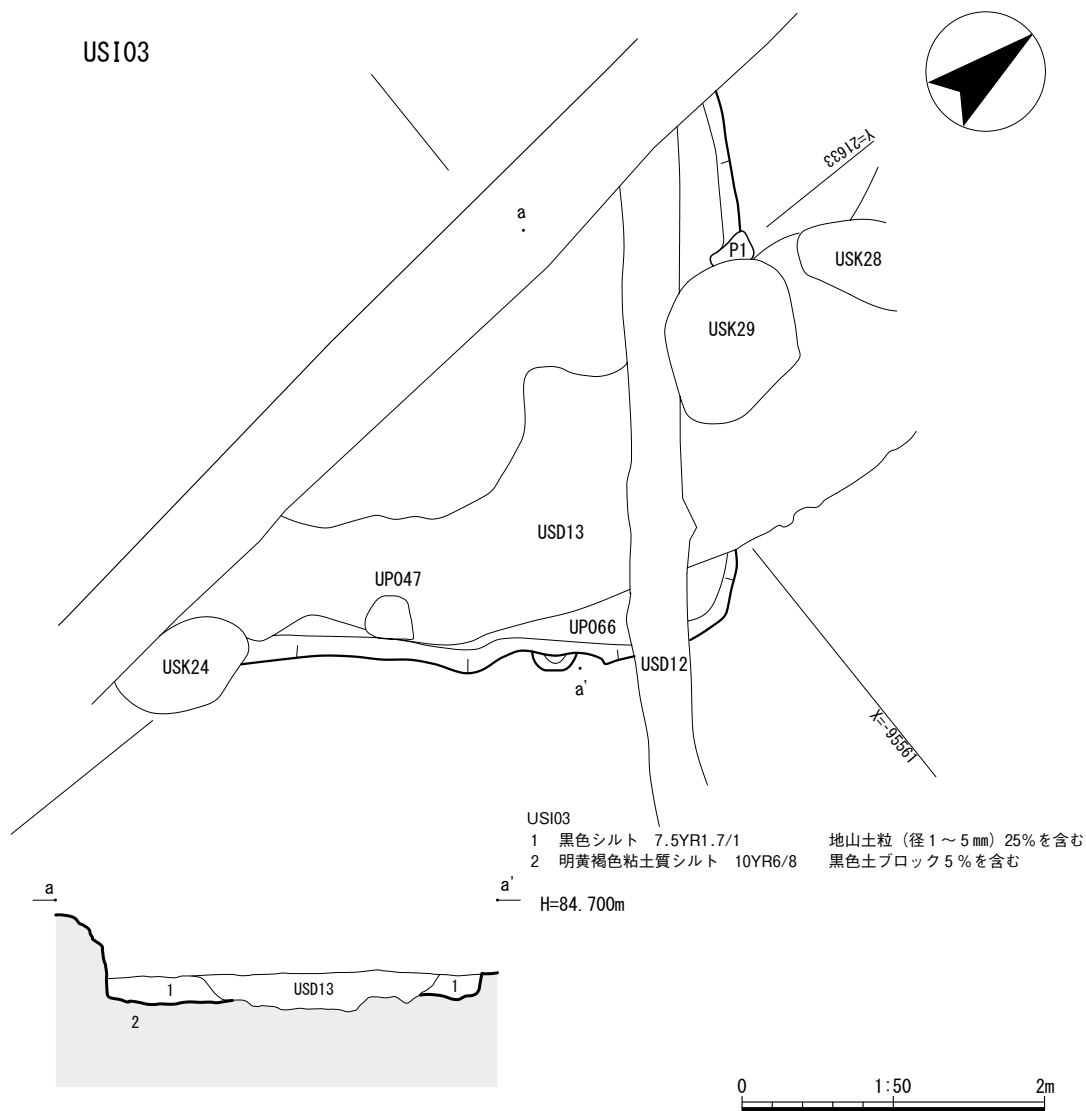 USI03
a
Y=21633
P1
USK28
USK29
USD13
UP047
UP066
USK24
USD12
a'
X=-95561
USI03
1 黒色シルト 7.5YR1.7/1 地山土粒（径1～5㎜）25%を含む
2 明黄褐色粘土質シルト 10YR6/8 黒色土ブロック5%を含む
a a' H=84.700m
1 USD13 1
2
0 1:50 2m